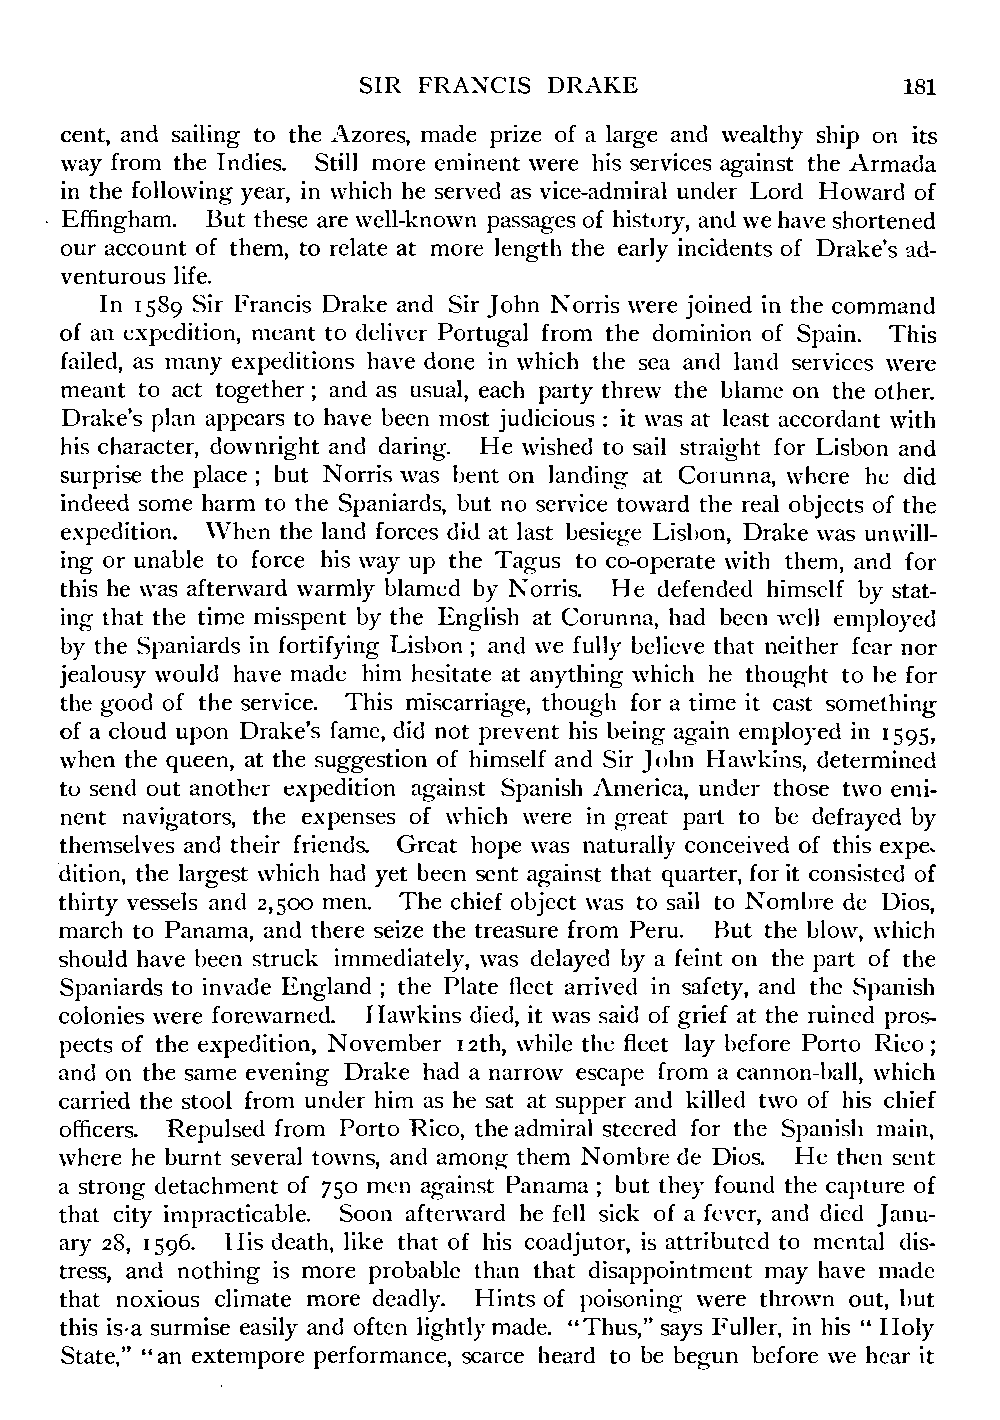 SIR FRANCIS DRAKE 181
cent, and sailing to the Azores, made prize of a large and wealthy ship on its
way from the Indies. Still more eminent were his services against the Armada
in the following year, in which he served as vice-admiral under Lord Howard of
Effingham. But these are well-known passages of history, and we have shortened
our account of them, to relate at more length the early incidents of Drake's ad-
venturous life.
In 1589 Sir Francis Drake and Sir John Norris were joined in the command
of an expedition, meant to deliver Portugal from the dominion of Spain. This
failed, as many expeditions have done in which the sea and land services were
meant to act together; and as usual, each party threw the blame on the other.
Drake's plan appears to have been most judicious: it was at least accordant with
his character, downright and daring. He wished to sail straight for Lisbon and
surprise the place; but Norris was bent on landing at Corunna, where he did
indeed some harm to the Spaniards, but no service toward the real objects of the
expedition. When the land forces did at last besiege Lisbon, Drake was unwill-
ing or unable to force his way up the Tagus to co-operate with them, and for
this he was afterward warmly blamed by Norris. He defended himself by stat-
ing that the time misspent by the English at Corunna, had been well employed
by the Spaniards in fortifying Lisbon; and we fully believe that neither fear nor
jealousy would have made him hesitate at anything which he thought to be for
the good of the service. This miscarriage, though for a time it cast something
of a cloud upon Drake's fame, did not prevent his being again employed in 1595,
when the queen, at the suggestion of himself and Sir John Hawkins, determined
to send out another expedition against Spanish America, under those two emi-
nent navigators, the expenses of which were in great part to be defrayed by
themselves and their friends. Great hope was naturally conceived of this expe-
dition, the largest which had yet been sent against that quarter, for it consisted of
thirty vessels and 2,500 men. The chief object was to sail to Nombre de Dios,
march to Panama, and there seize the treasure from Peru. But the blow, which
should have been struck immediately, was delayed by a feint on the part of the
Spaniards to invade England; the Plate fleet arrived in safety, and the Spanish
colonies were forewarned. Hawkins died, it was said of grief at the ruined pros-
pects of the expedition, November 12th, while the fleet lay before Porto Rico;
and on the same evening Drake had a narrow escape from a cannon-ball, which
carried the stool from under him as he sat at supper and killed two of his chief
officers. Repulsed from Porto Rico, the admiral steered for the Spanish main,
where he burnt several towns, and among them Nombre de Dios. He then sent
a strong detachment of 750 men against Panama; but they found the capture of
that city impracticable. Soon afterward he fell sick of a fever, and died Janu-
ary 28, 1596. His death, like that of his coadjutor, is attributed to mental dis-
tress, and nothing is more probable than that disappointment may have made
that noxious climate more deadly. Hints of poisoning were thrown out, but
this is a surmise easily and often lightly made. "Thus," says Fuller, in his "Holy
State," "an extempore performance, scarce heard to be begun before we hear it